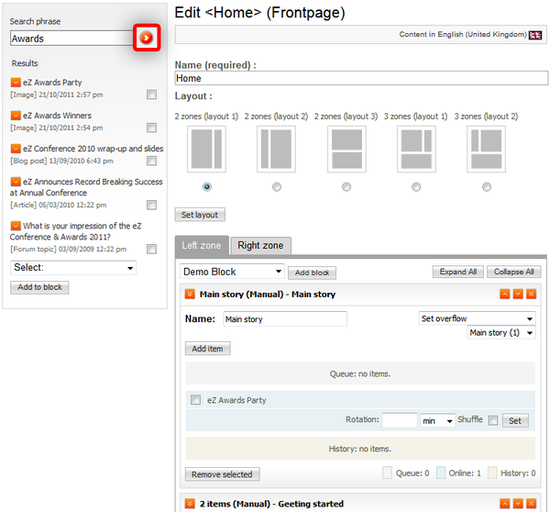 Search phrase
Awards
Results
eZ Awards Party
[Image] 21/10/2011 2:57 pm
eZ Awards Winners
[Image] 21/10/2011 2:54 pm
eZ Conference 2010 wrap-up and slides
[Blog post] 13/09/2010 6:43 pm
eZ Announces Record Breaking Success
at Annual Conference
[Article] 05/03/2010 12:22 pm
What is your impression of the eZ
Conference & Awards 2011?
[Forum topic] 03/09/2009 12:22 pm
Select:
Add to block
Edit <Home> (Frontpage)
Content in English (United Kingdom)
Name (required) :
Home
Layout :
2 zones (layout 1) 2 zones (layout 2) 2 zones (layout 3) 3 zones (layout 1) 3 zones (layout 2)
Set layout
Left zone Right zone
Demo Block Add block Expand All Collapse All
Main story (Manual) - Main story
Name: Main story Set overflow
Main story (1)
Add item
Queue: no items.
eZ Awards Party
Rotation: min Shuffle Set
History: no items.
Remove selected Queue: 0 Online: 1 History: 0
2 items (Manual) - Geeting started